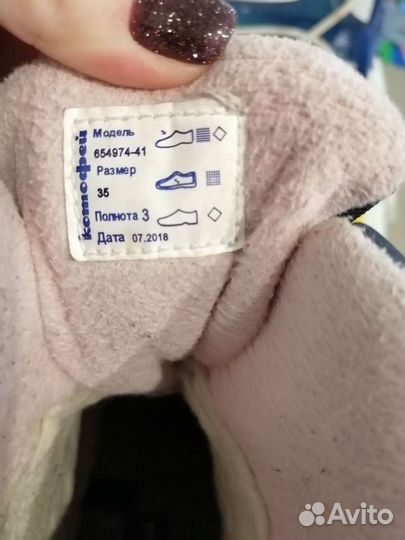 котофей
Модель
654974-41
Размер
35
Полнота 3
Дата 07.2018
Avito